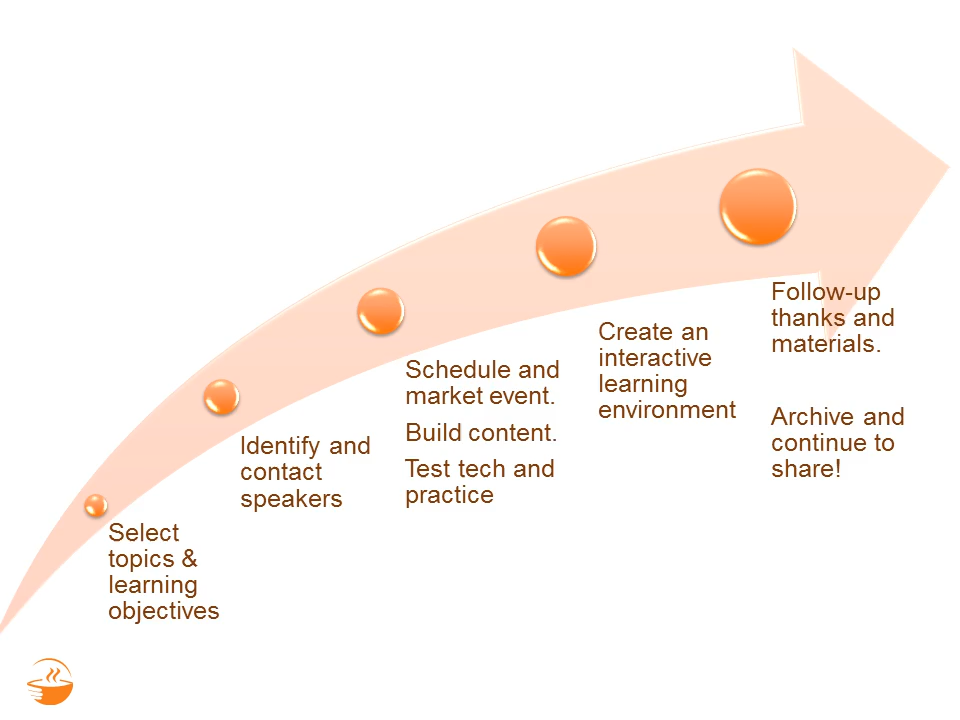 Select
topics &
learning
objectives
Identify and
contact
speakers
Schedule and
market event.
Build content.
Test tech and
practice
Create an
interactive
learning
environment
Follow-up
thanks and
materials.
Archive and
continue to
share!